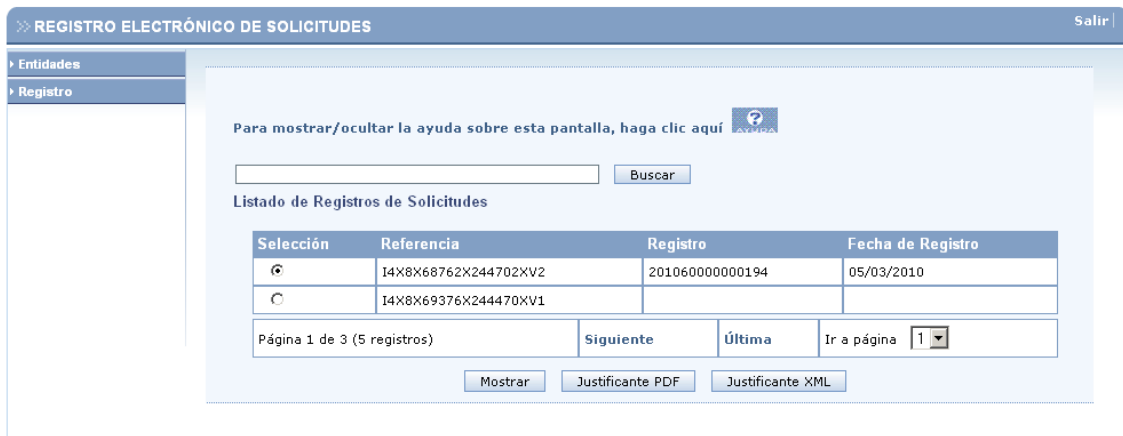 REGISTRO ELECTRÓNICO DE SOLICITUDES
Salir
Entidades
Registro
Para mostrar/ocultar la ayuda sobre esta pantalla, haga clic aquí
AYUDA
Buscar
Listado de Registros de Solicitudes
Selección Referencia Registro Fecha de Registro
I4X8X68762X244702XV2 201060000000194 05/03/2010
I4X8X69376X244470XV1
Página 1 de 3 (5 registros) Siguiente Última Ir a página 1
Mostrar Justificante PDF Justificante XML